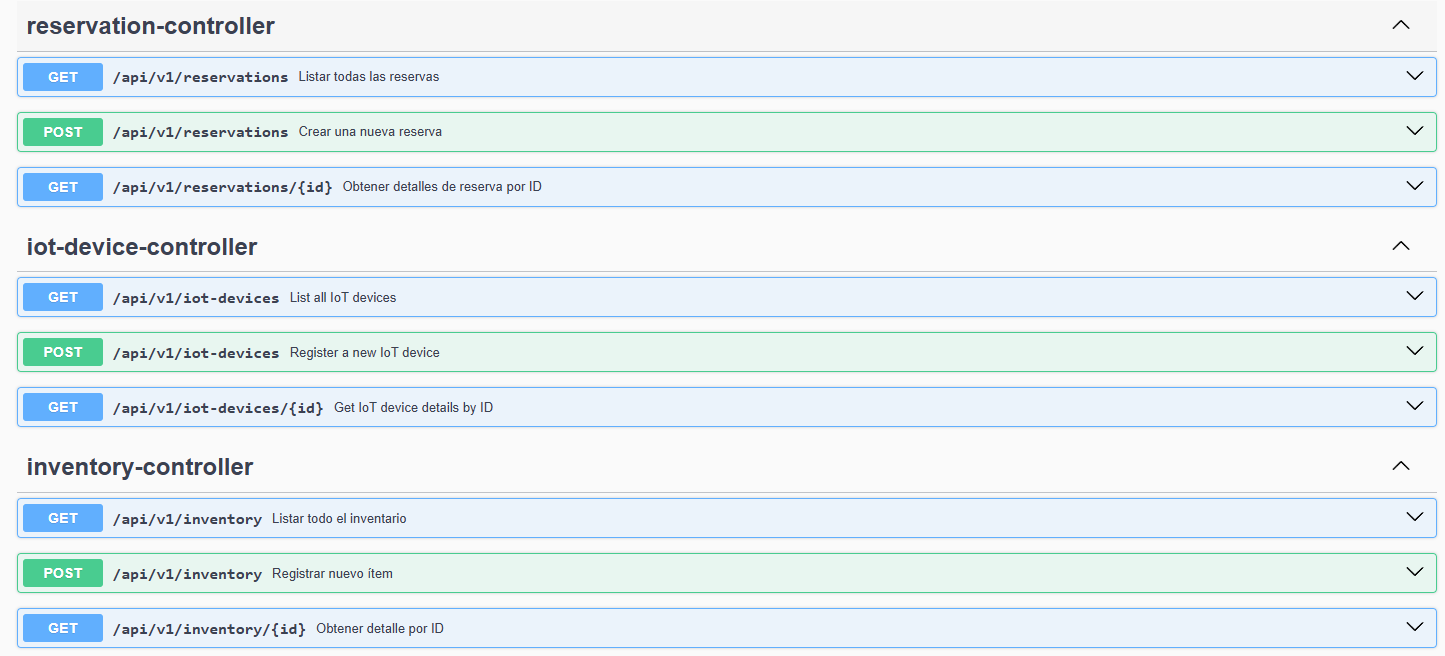 reservation-controller
GET /api/v1/reservations Listar todas las reservas
POST /api/v1/reservations Crear una nueva reserva
GET /api/v1/reservations/{id} Obtener detalles de reserva por ID
iot-device-controller
GET /api/v1/iot-devices List all IoT devices
POST /api/v1/iot-devices Register a new IoT device
GET /api/v1/iot-devices/{id} Get IoT device details by ID
inventory-controller
GET /api/v1/inventory Listar todo el inventario
POST /api/v1/inventory Registrar nuevo ítem
GET /api/v1/inventory/{id} Obtener detalle por ID